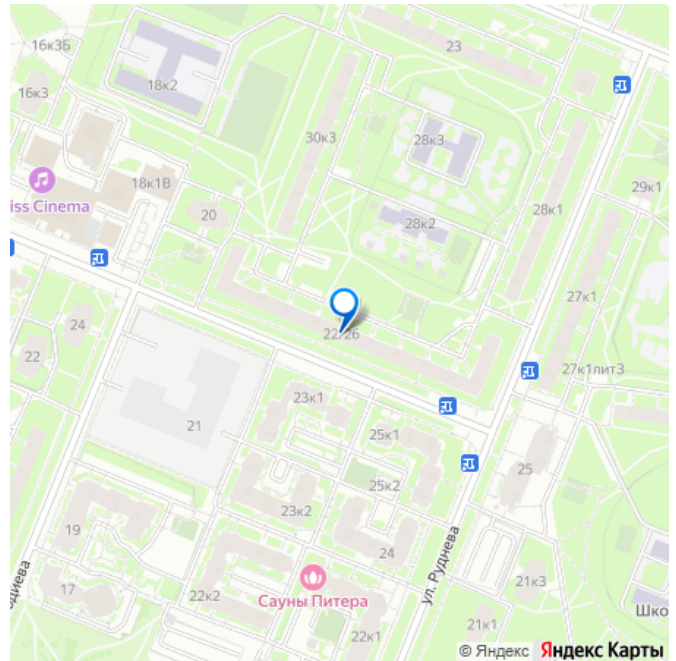 16к3Б
23
18к2
16к3
30к3
28к3
18к1В
iss Cinema
20
28к2
28к1
29к1
24
22
22/26
27к1
27к1лит3
21
23к1
25к1
25
25к2
23к2
19
24
17
22к2
Сауны Питера
ул. Руднева
21к3
Шко
21к1
22к1
одиева
© Яндекс Яндекс Карты